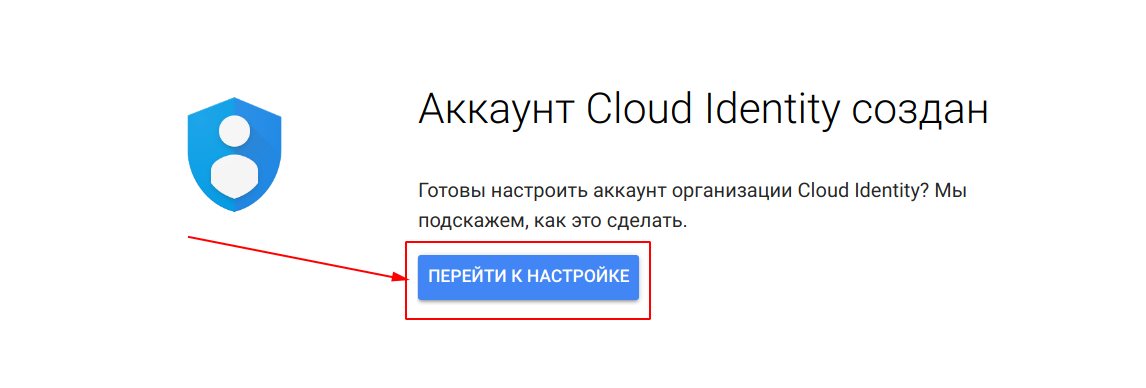 Аккаунт Cloud Identity создан
Готовы настроить аккаунт организации Cloud Identity? Мы
подскажем, как это сделать.
ПЕРЕЙТИ К НАСТРОЙКЕ